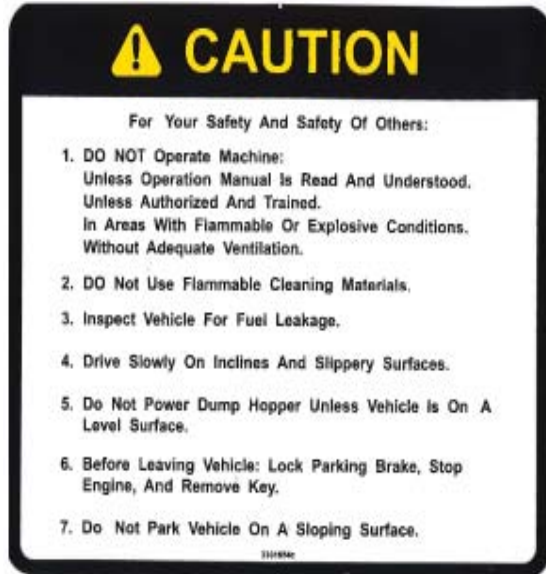 CAUTION
For Your Safety And Safety Of Others:
1. DO NOT Operate Machine:
Unless Operation Manual Is Read And Understood.
Unless Authorized And Trained.
In Areas With Flammable Or Explosive Conditions.
Without Adequate Ventilation.
2. DO Not Use Flammable Cleaning Materials.
3. Inspect Vehicle For Fuel Leakage.
4. Drive Slowly On Inclines And Slippery Surfaces.
5. Do Not Power Dump Hopper Unless Vehicle Is On A
Level Surface.
6. Before Leaving Vehicle: Lock Parking Brake, Stop
Engine, And Remove Key.
7. Do Not Park Vehicle On A Sloping Surface.